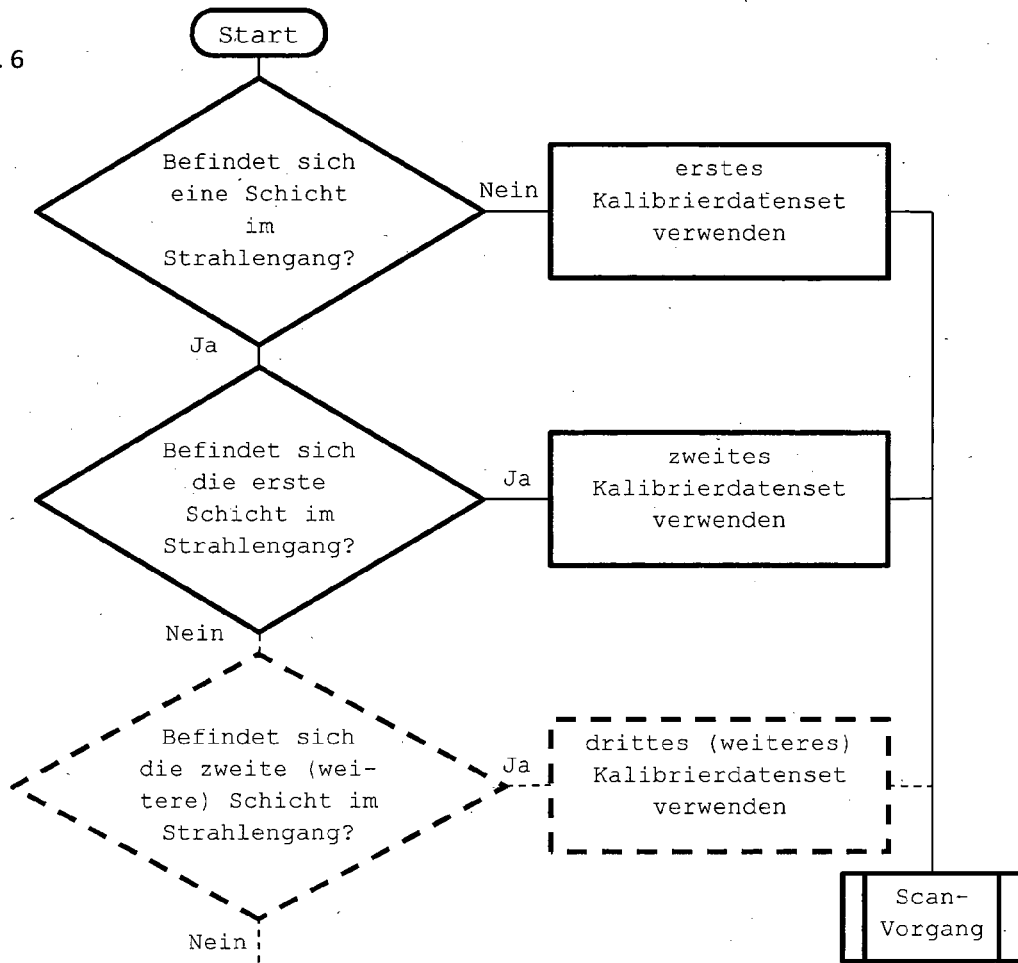 Start
.6
Befindet sich
eine Schicht
im
Strahlengang?
Nein
erstes
Kalibrierdatenset
verwenden
Ja
Befindet sich
die erste
Schicht im
Strahlengang?
Ja
zweites
Kalibrierdatenset
verwenden
Nein
Befindet sich
die zweite (wei-
tere) Schicht im
Strahlengang?
Ja
drittes (weiteres)
Kalibrierdatenset
verwenden
Scan-
Vorgang
Nein